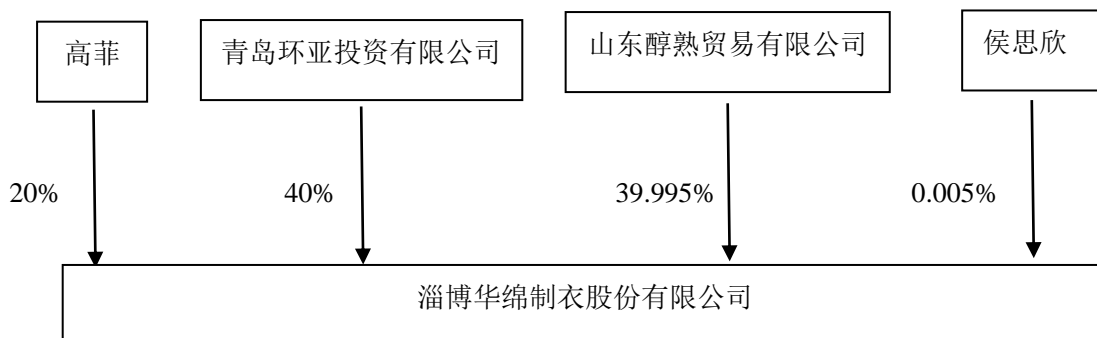 高菲
青岛环亚投资有限公司
山东醇熟贸易有限公司
侯思欣
20%
40%
39.995%
0.005%
淄博华绵制衣股份有限公司